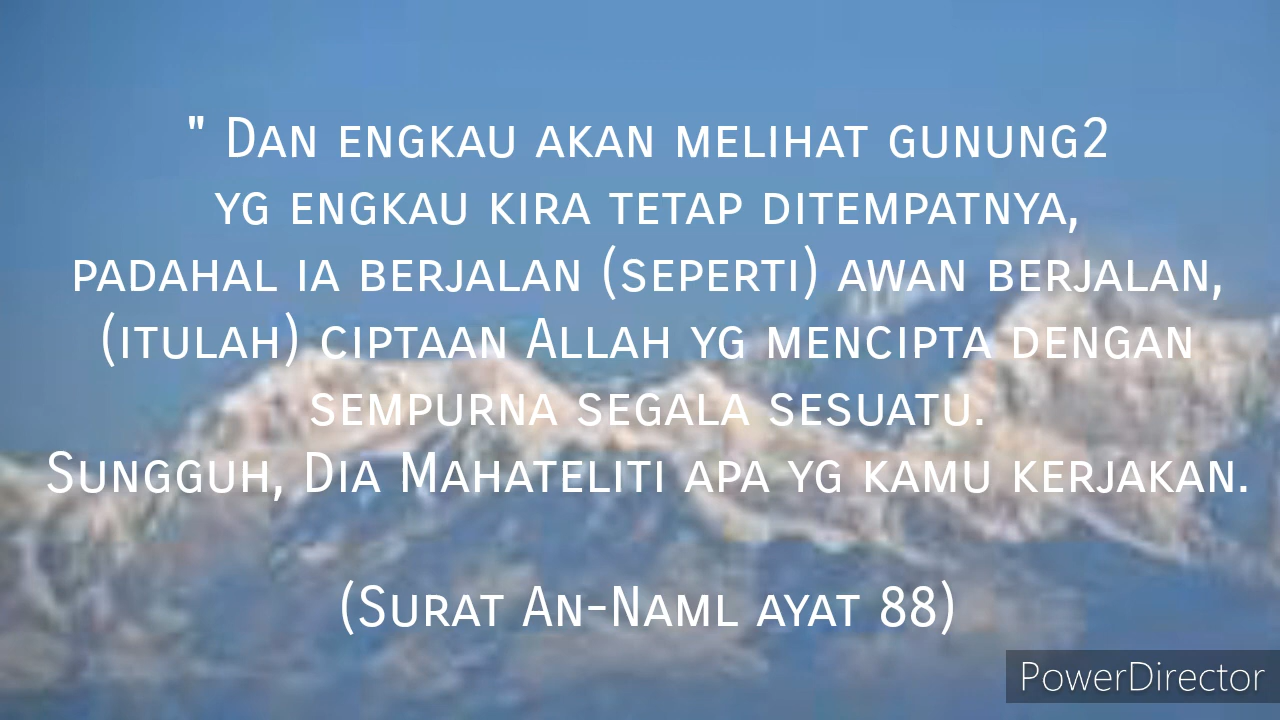 " Dan engkau akan melihat gunung2
yg engkau kira tetap ditempatnya,
padahal ia berjalan (seperti) awan berjalan,
(itulah) ciptaan Allah yg mencipta dengan
sempurna segala sesuatu.
Sungguh, Dia Mahateliti apa yg kamu kerjakan.
(Surat An-Naml ayat 88)
PowerDirector